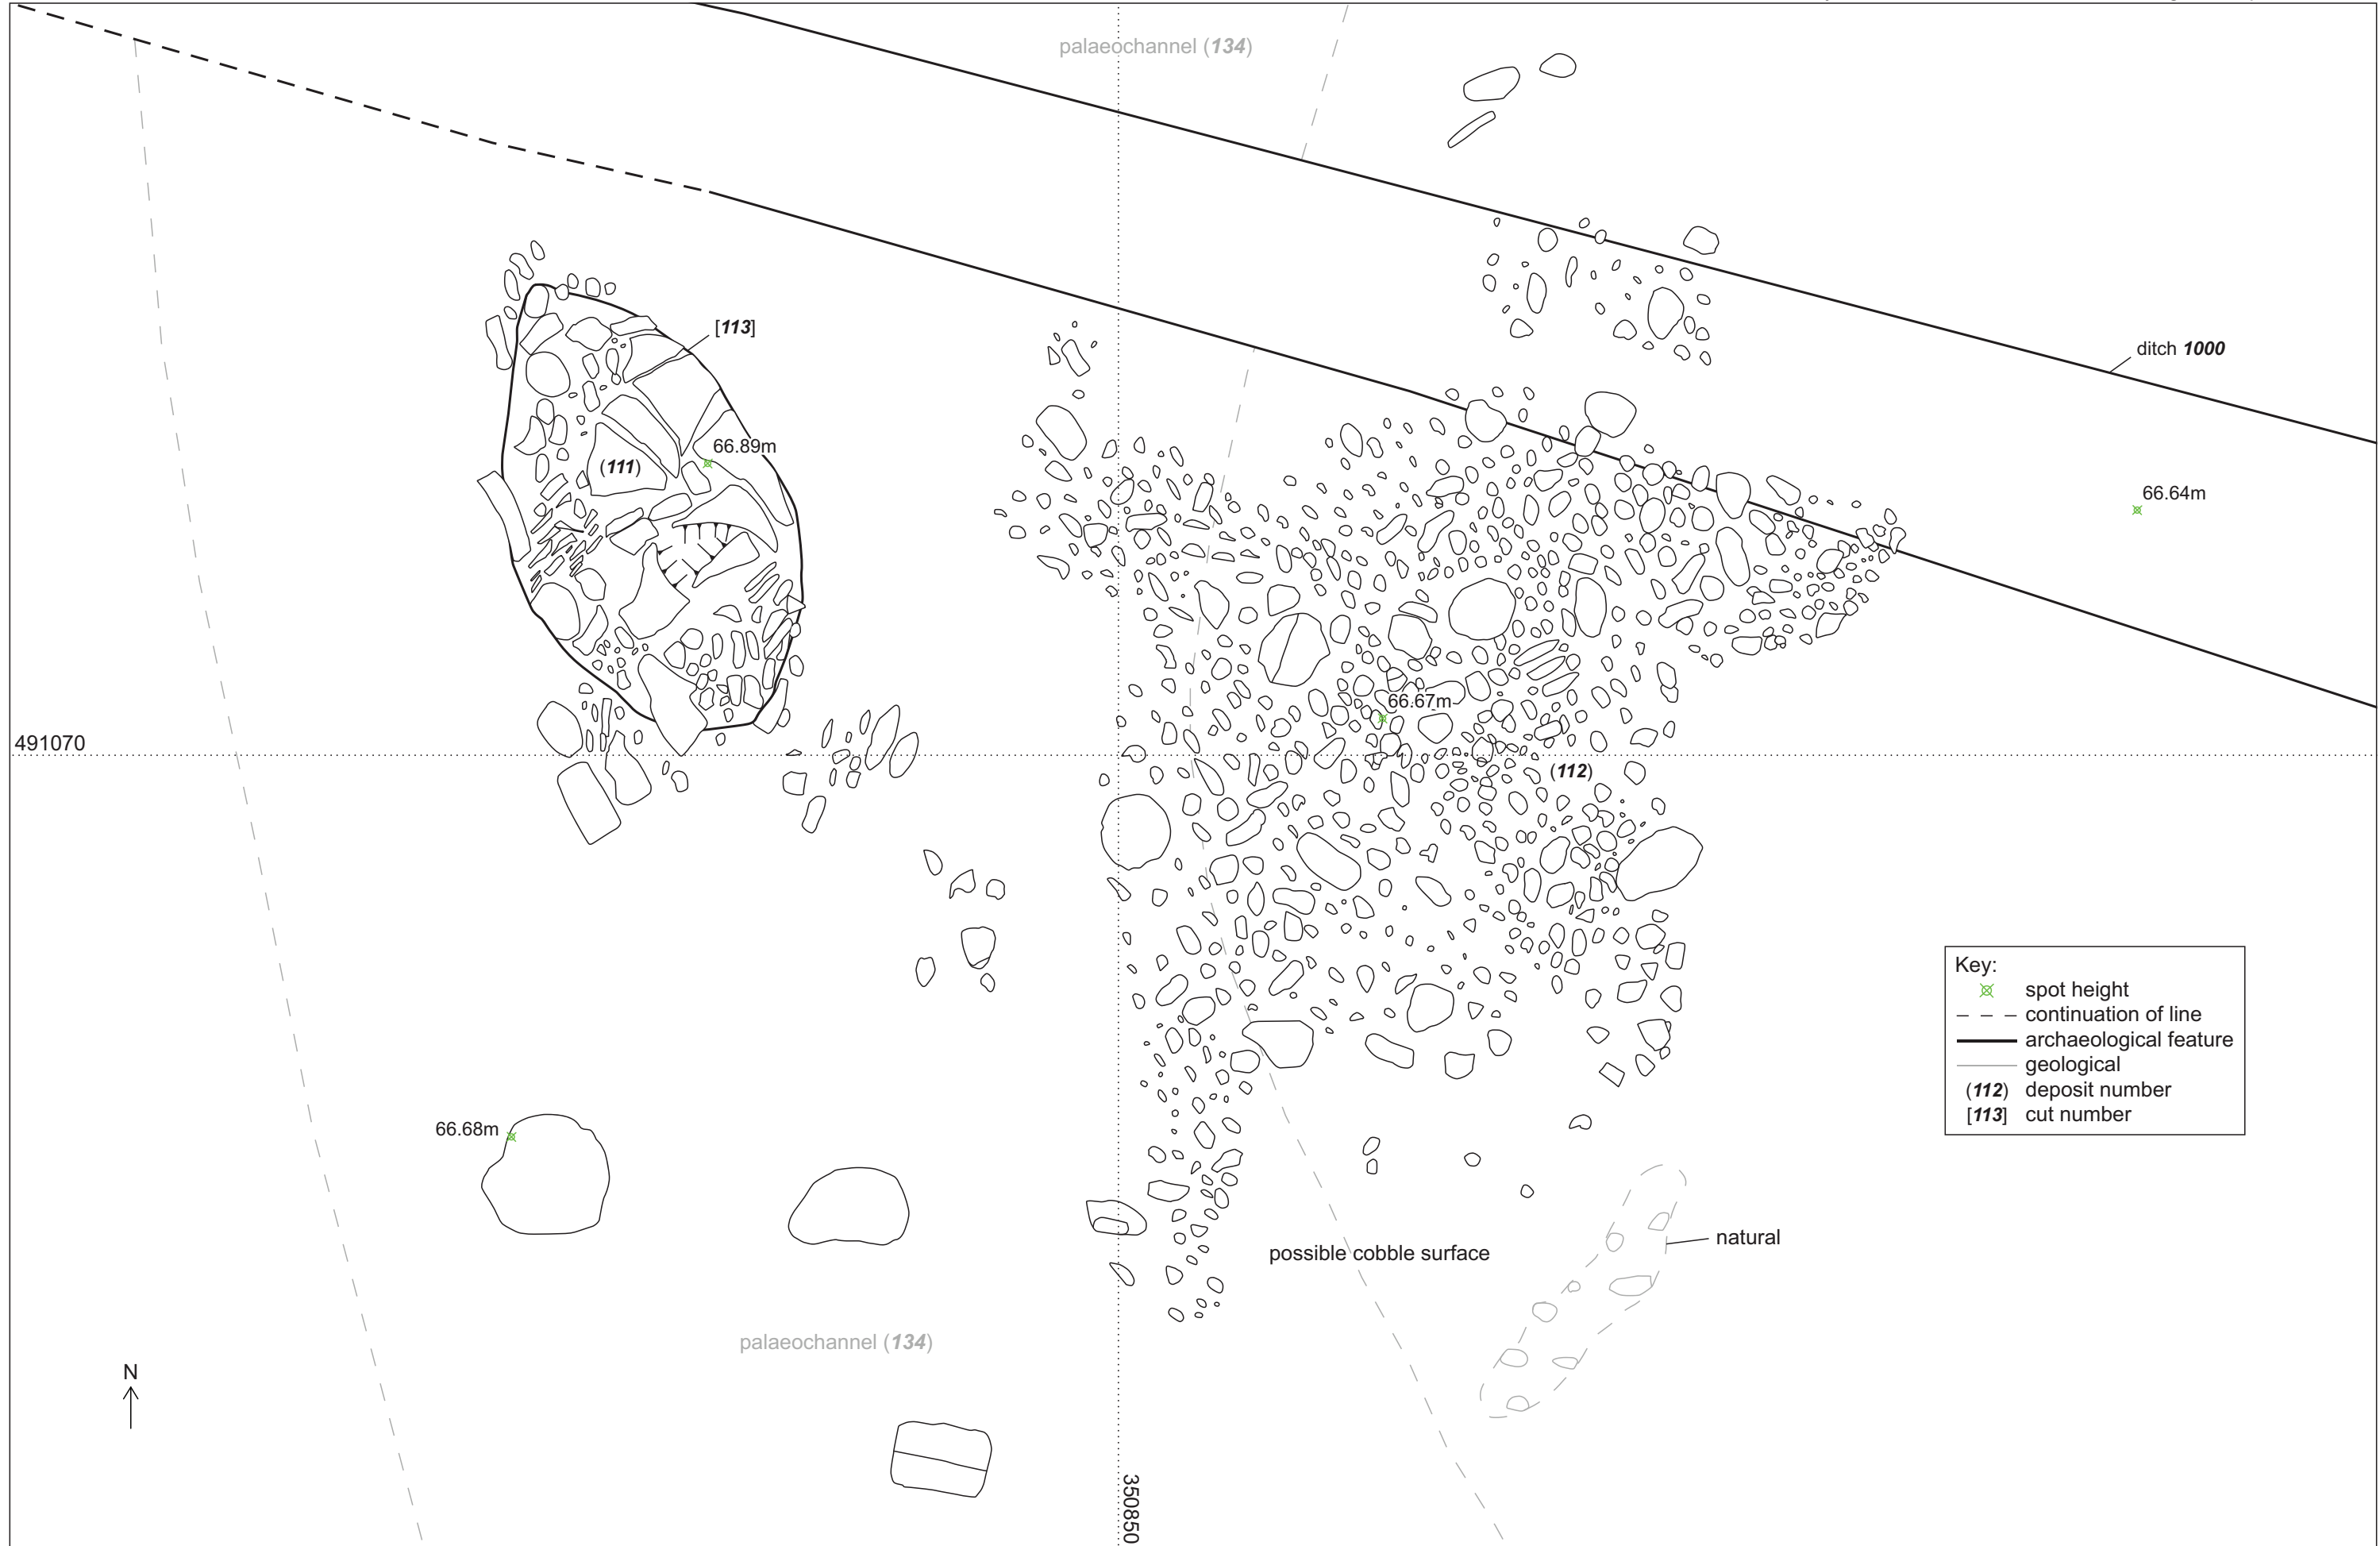 palaeochannel (134)
[113]
ditch 1000
66.89m
(111)
66.64m
66.67m
491070
(112)
Key:
spot height
continuation of line
archaeological feature
geological
(112) deposit number
[113] cut number
66.68m
natural
possible cobble surface
palaeochannel (134)
N
350850